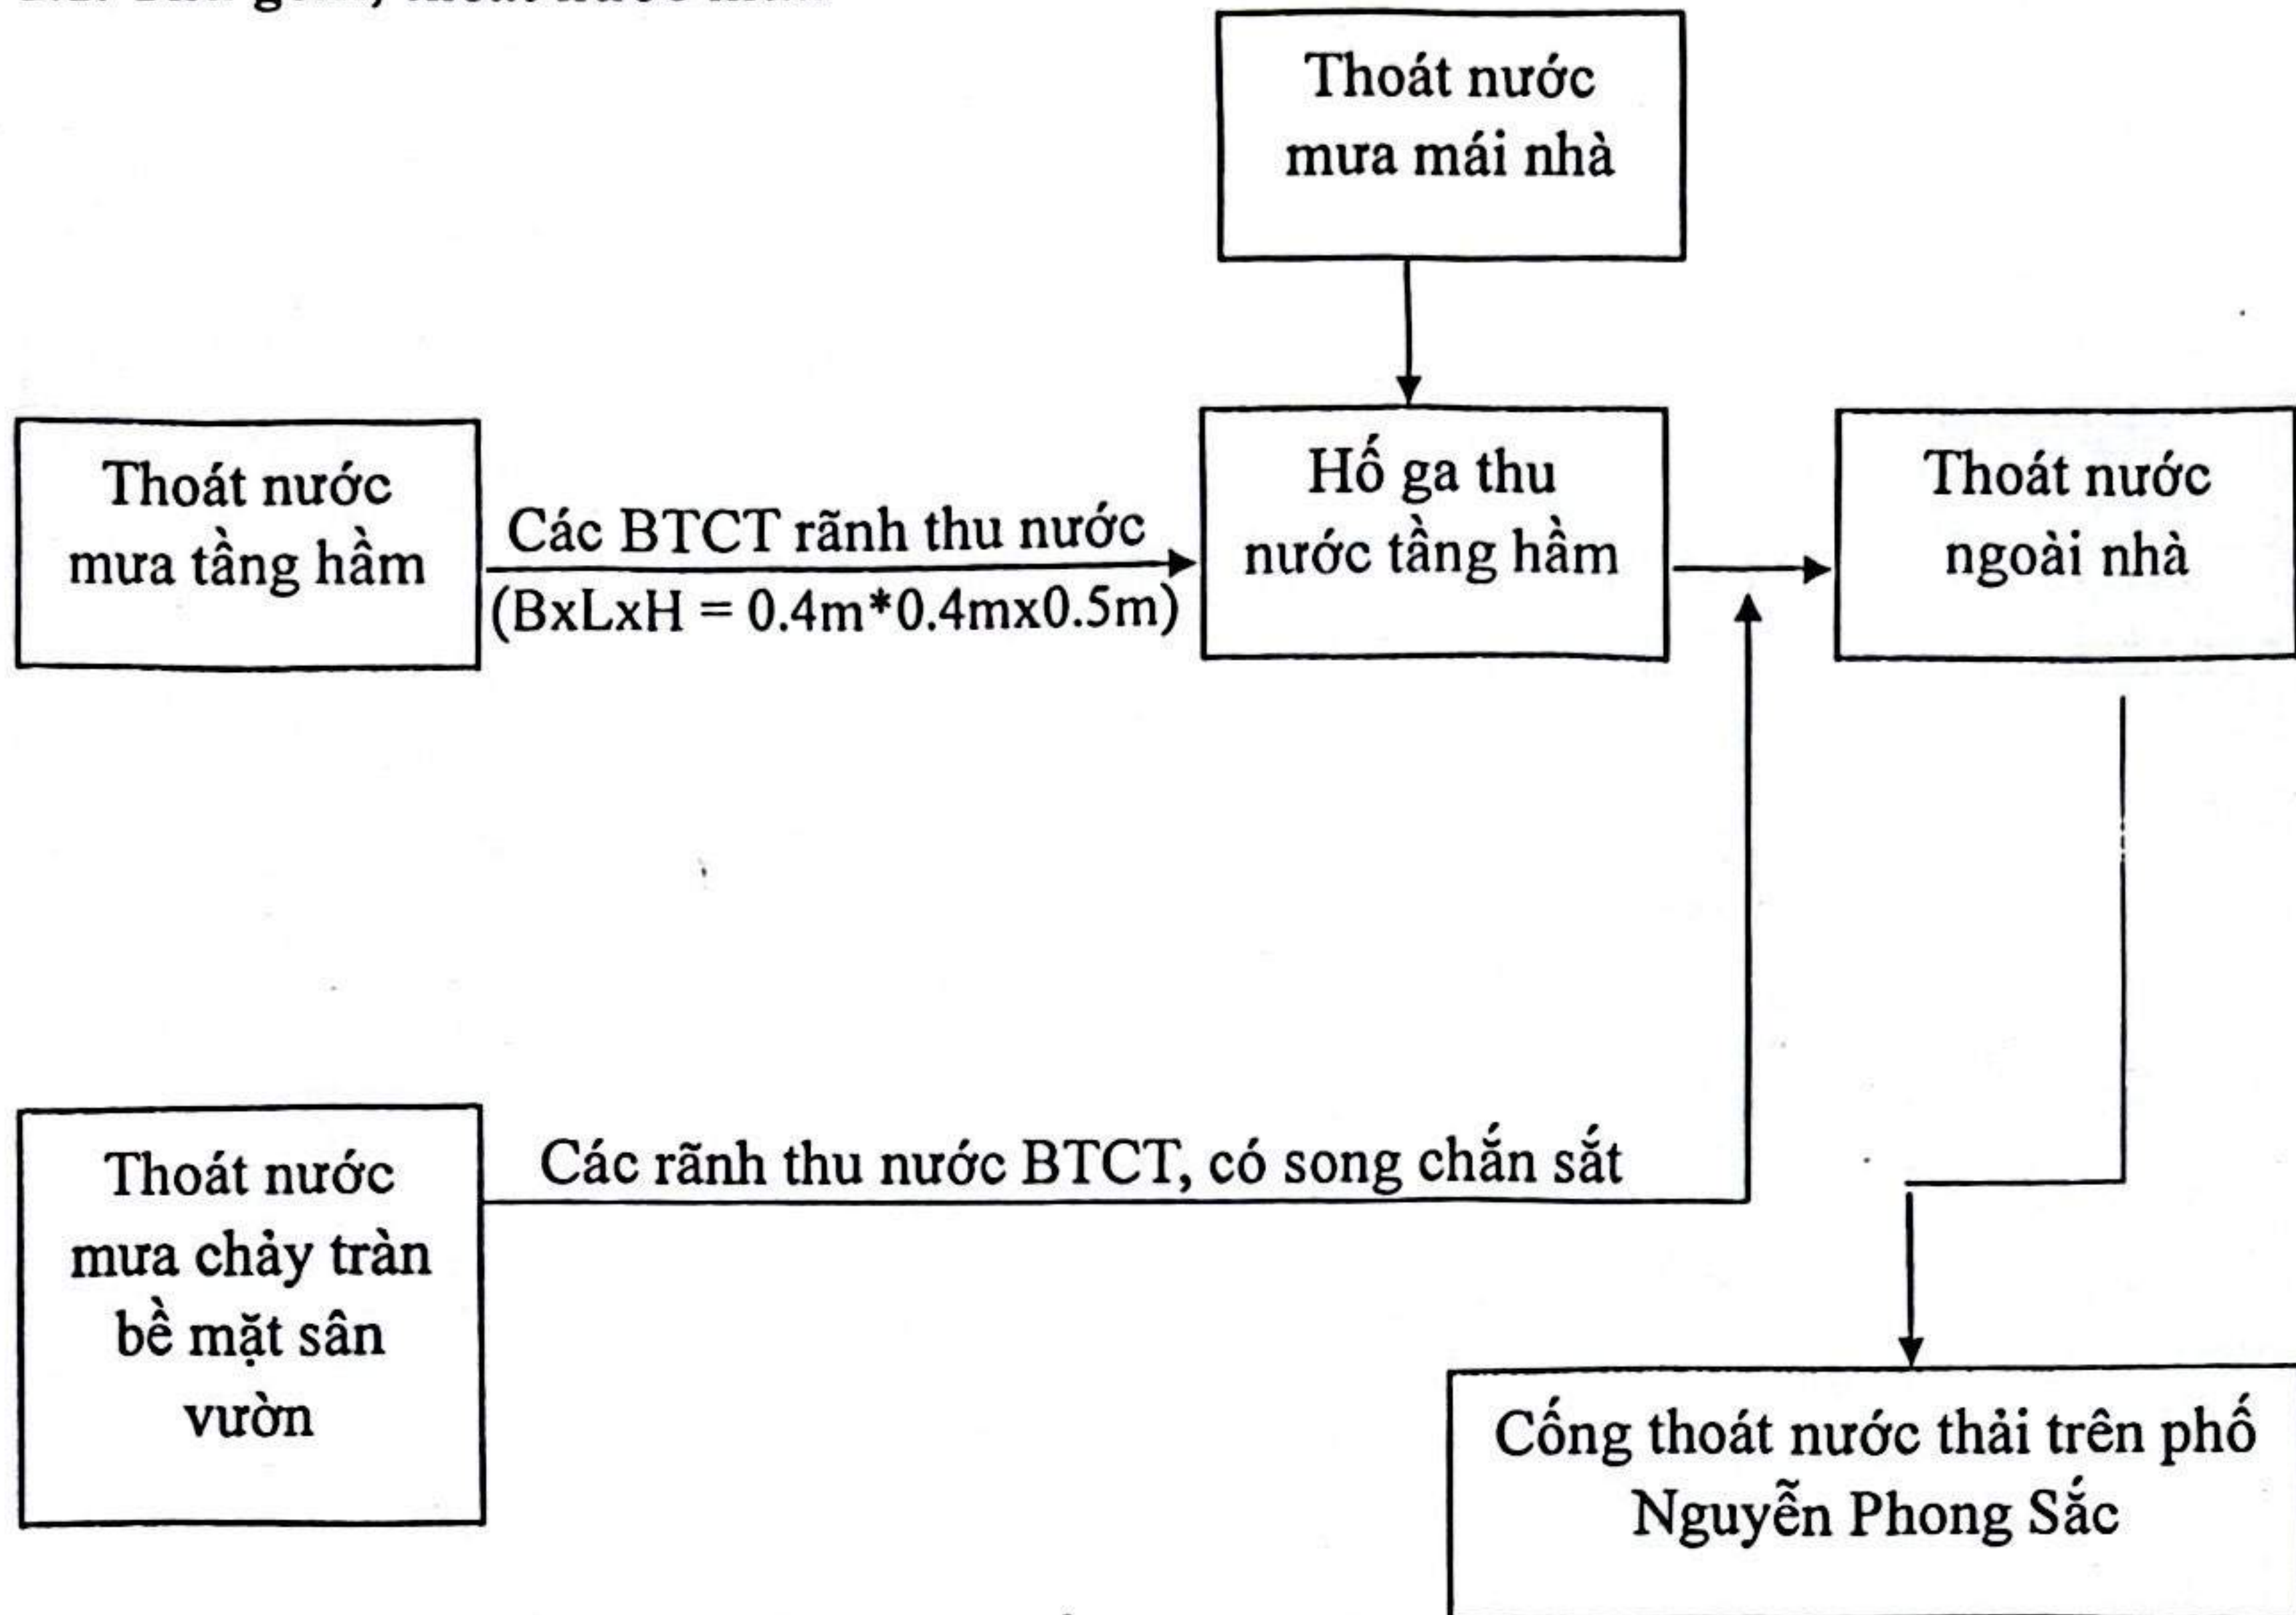 Thoát nước
mưa mái nhà
Thoát nước
mưa tầng hầm
Các BTCT rãnh thu nước
(BxLxH = 0.4m*0.4mx0.5m)
Hố ga thu
nước tầng hầm
Thoát nước
ngoài nhà
Thoát nước
mưa chảy tràn
bề mặt sân
vườn
Các rãnh thu nước BTCT, có song chắn sắt
Cống thoát nước thải trên phố
Nguyễn Phong Sắc